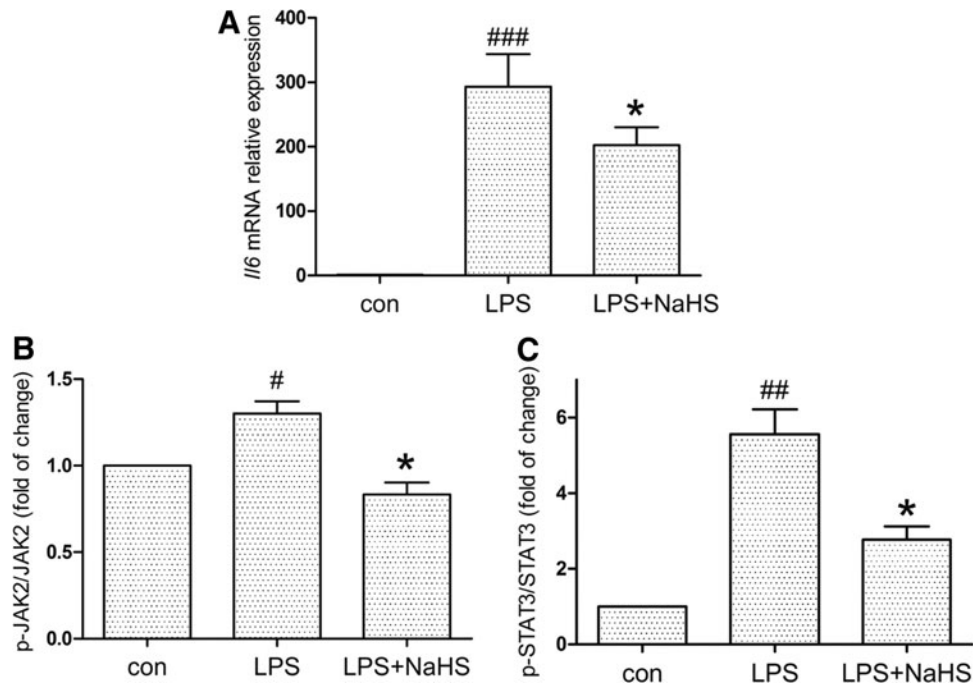 A
Il6 mRNA relative expression
400
300
200
100
0
###
*
con LPS LPS+NaHS
B
p-JAK2/JAK2 (fold of change)
1.5
1.0
0.5
0.0
#
*
con LPS LPS+NaHS
C
p-STAT3/STAT3 (fold of change)
6
4
2
0
##
*
con LPS LPS+NaHS